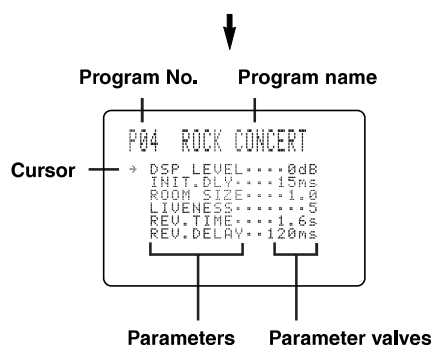 Program No. Program name
P04 ROCK CONCERT
Cursor → DSP LEVEL····0dB
INIT.DLY····15ms
ROOM SIZE····1.0
LIVENESS·······5
REV.TIME····1.6s
REV.DELAY··120ms
Parameters Parameter valves